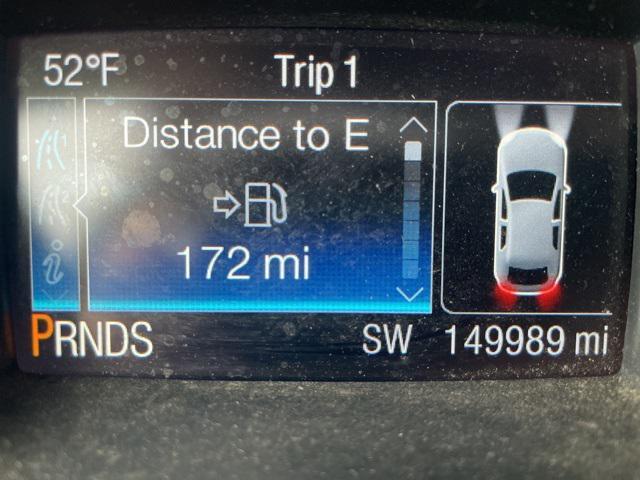 52°F Trip 1
Distance to E
172 mi
PRNDS SW 149989 mi